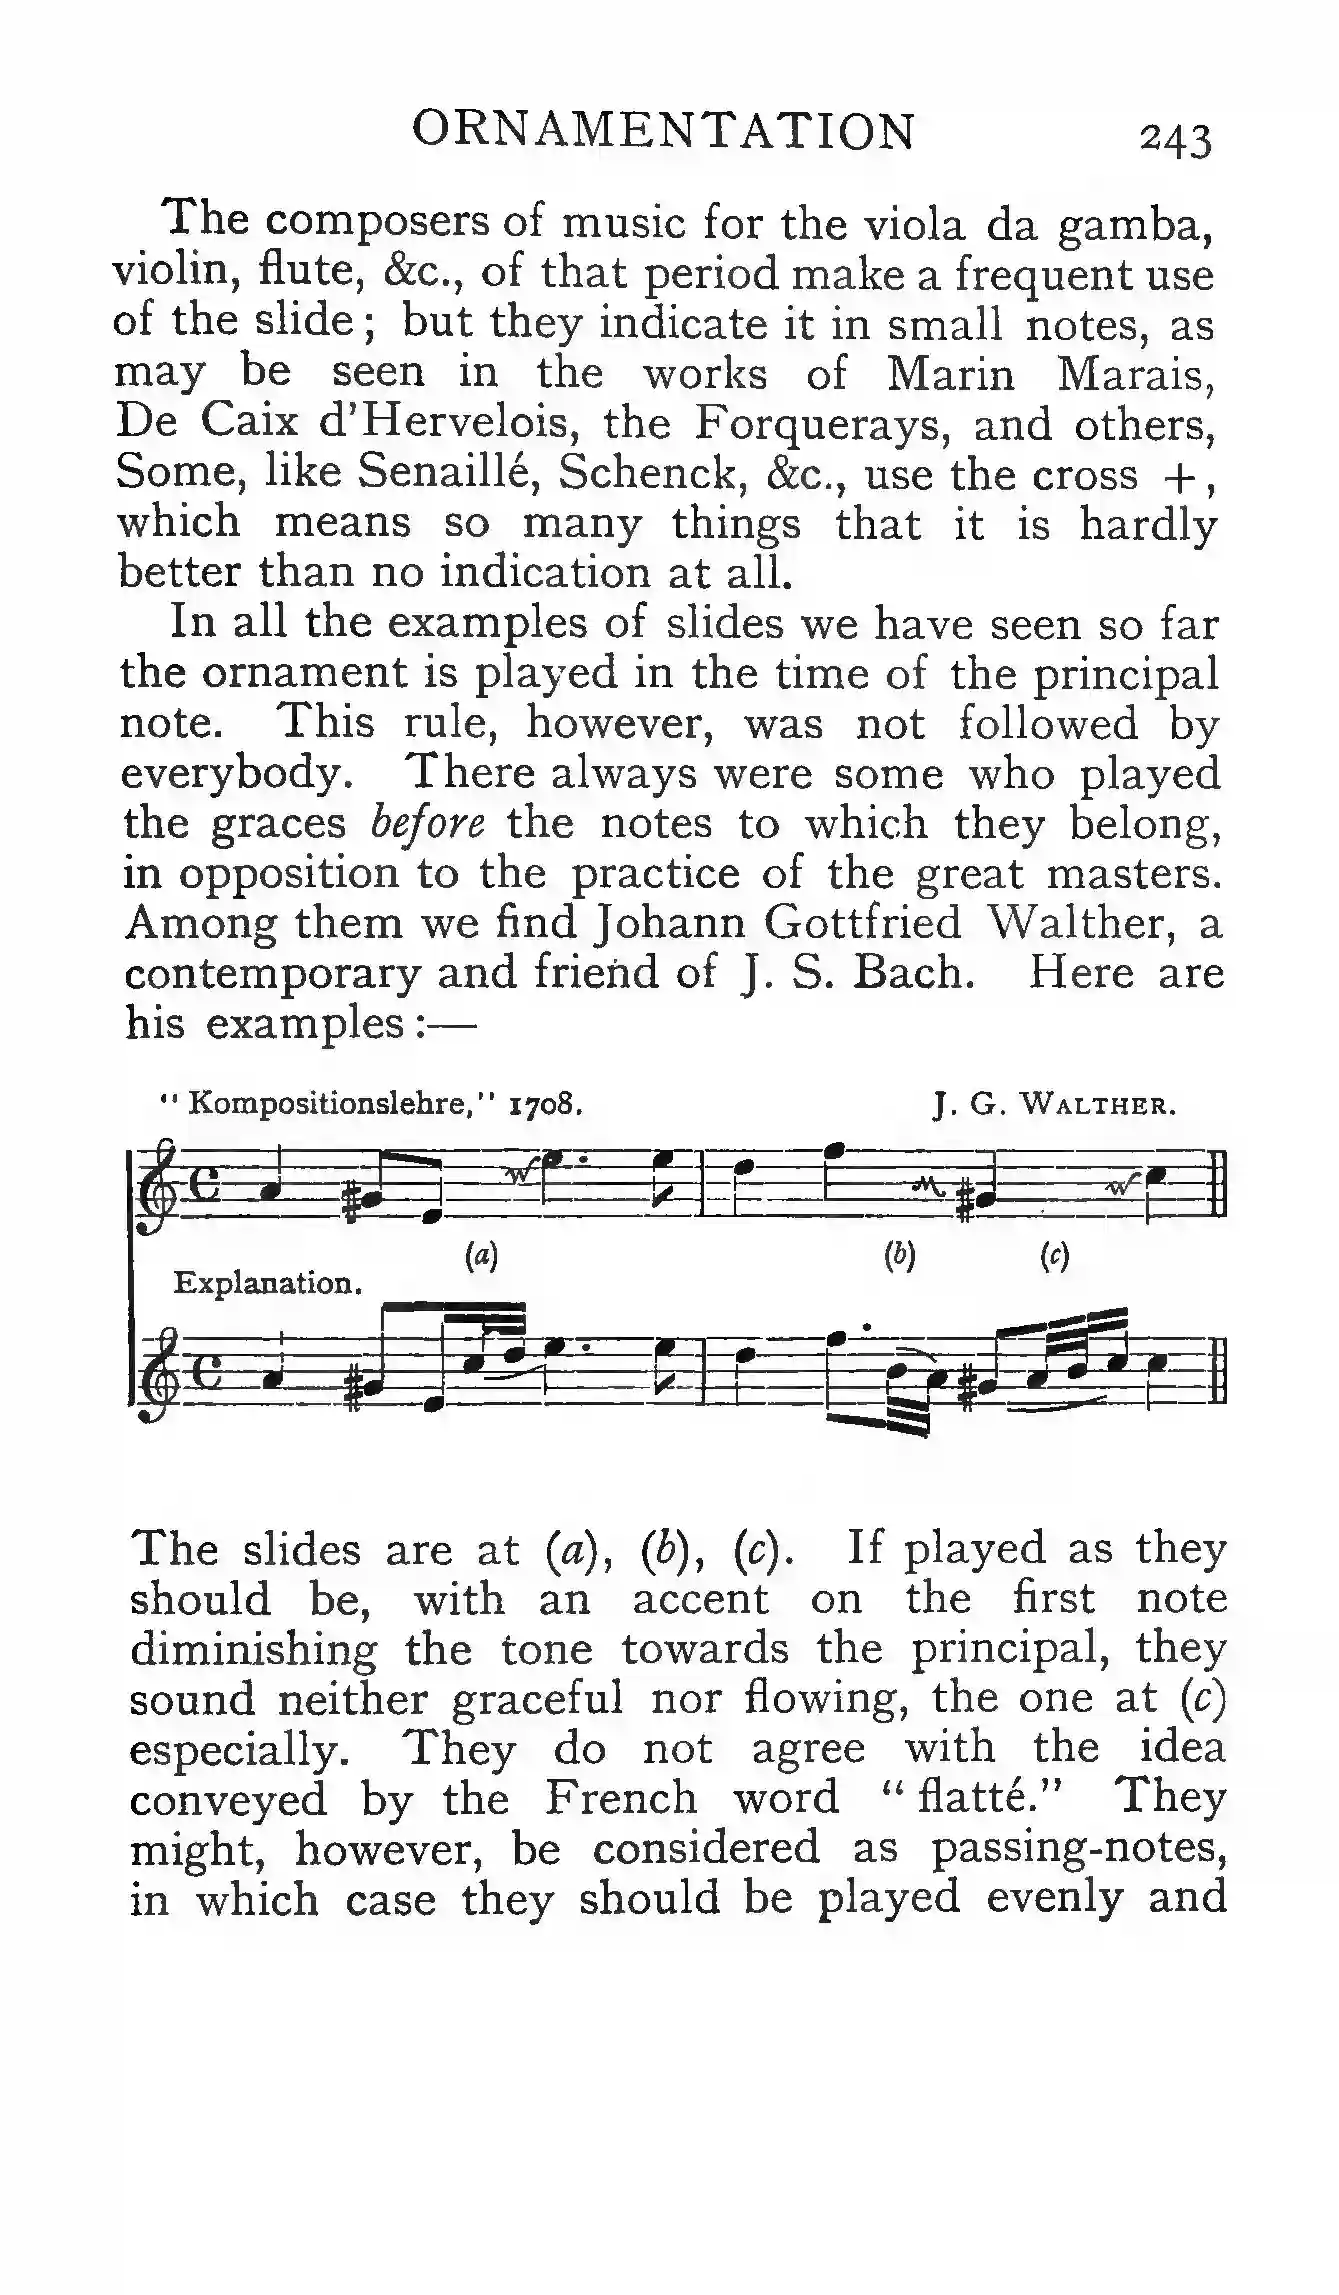 ORNAMENTATION 243
The composers of music for the viola da gamba,
violin, flute, &c., of that period make a frequent use
of the slide; but they indicate it in small notes, as
may be seen in the works of Marin Marais,
De Caix d'Hervelois, the Forquerays, and others,
Some, like Senaillé, Schenck, &c., use the cross +,
which means so many things that it is hardly
better than no indication at all.
In all the examples of slides we have seen so far
the ornament is played in the time of the principal
note. This rule, however, was not followed by
everybody. There always were some who played
the graces before the notes to which they belong,
in opposition to the practice of the great masters.
Among them we find Johann Gottfried Walther, a
contemporary and friend of J. S. Bach. Here are
his examples:—
"Kompositionslehre," 1708. J. G. WALTHER.
(a) (b) (c)
Explanation.
The slides are at (a), (b), (c). If played as they
should be, with an accent on the first note
diminishing the tone towards the principal, they
sound neither graceful nor flowing, the one at (c)
especially. They do not agree with the idea
conveyed by the French word "flatté." They
might, however, be considered as passing-notes,
in which case they should be played evenly and